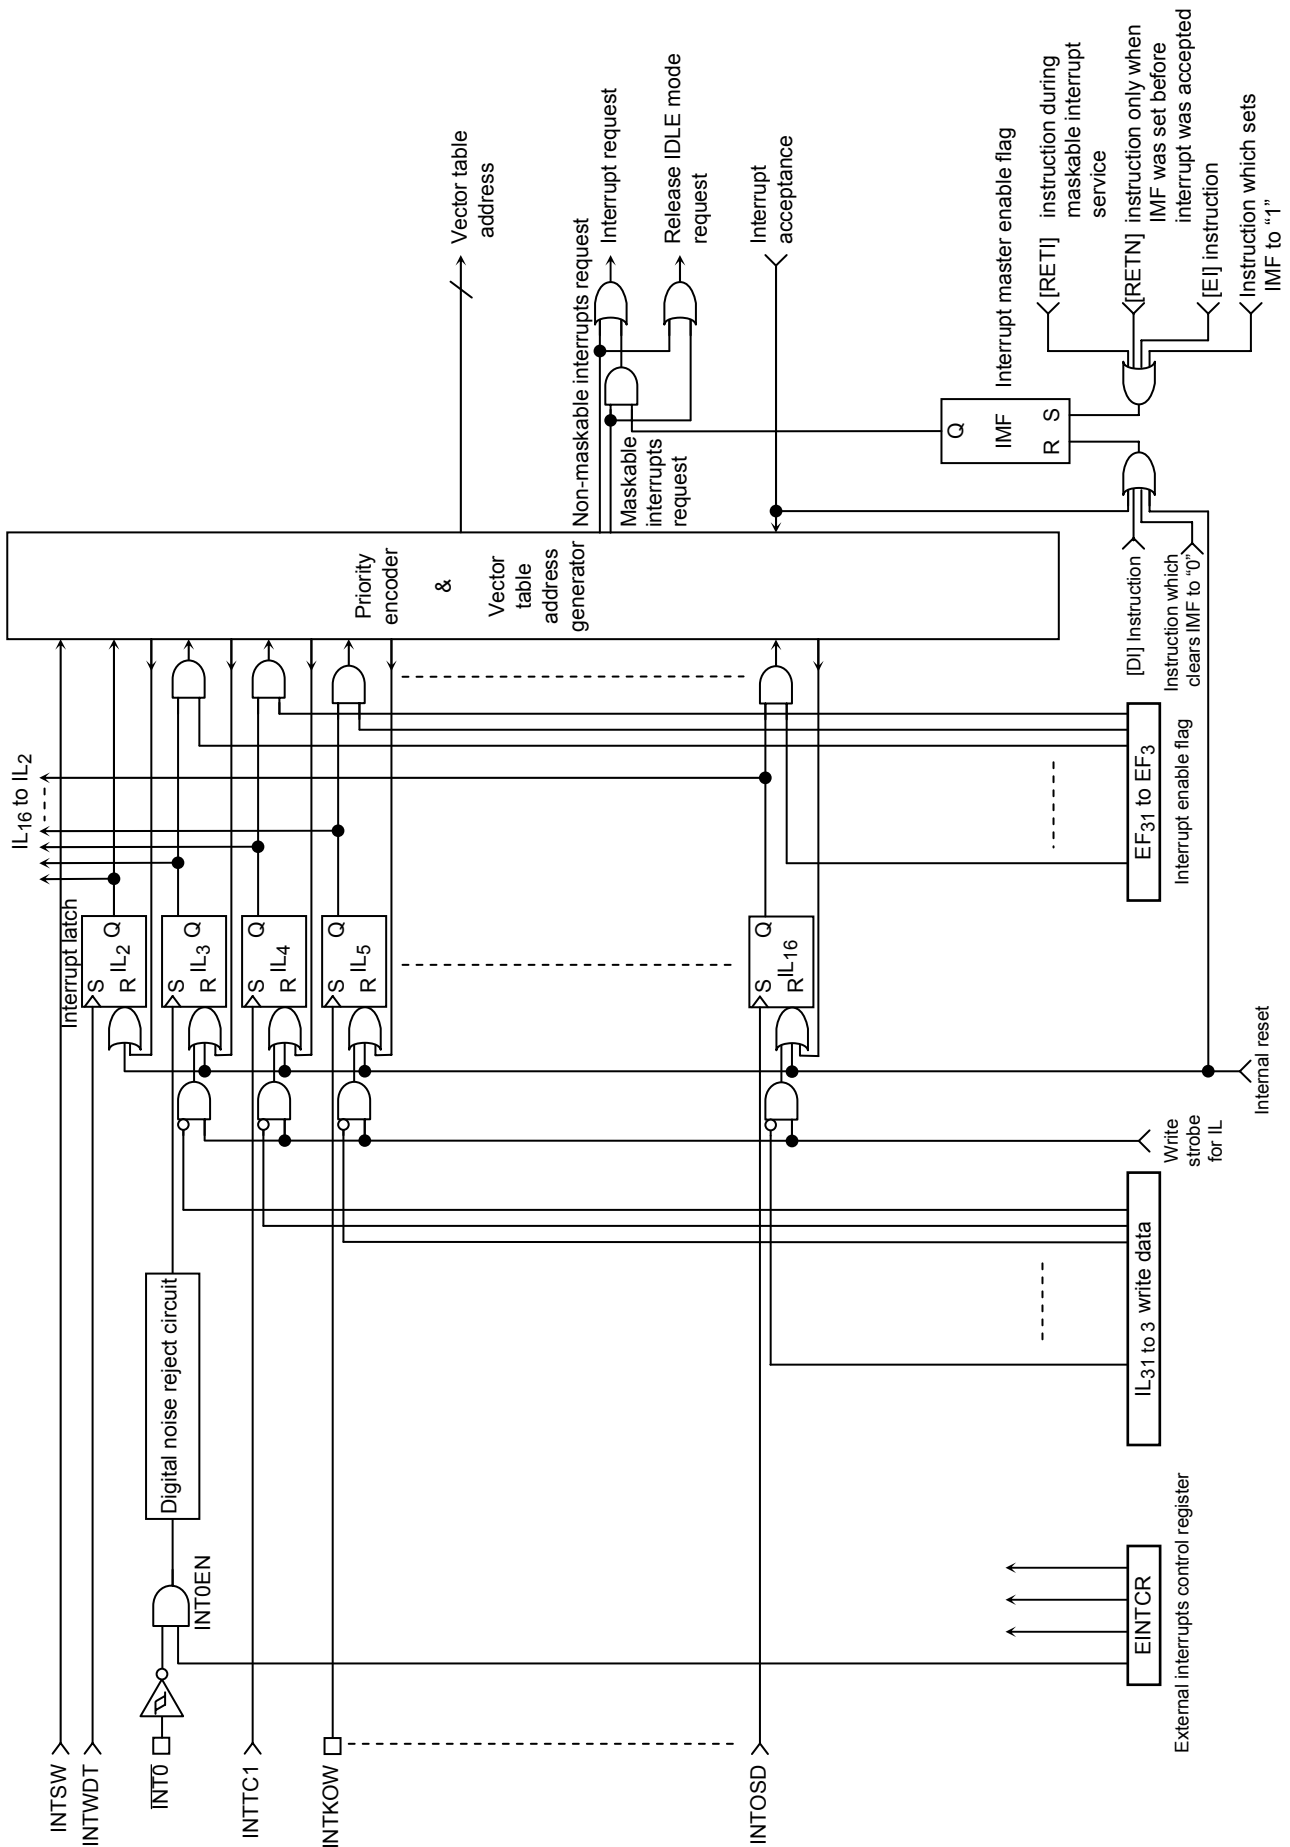 INTSW
INTWDT
INT0
INTTC1
INTKOW
INTOSD
INT0EN
Digital noise reject circuit
EINTCR
External interrupts control register
IL31 to 3 write data
Write
strobe
for IL
Internal reset
Interrupt latch
S
R
IL2
Q
S
R
IL3
Q
S
R
IL4
Q
S
R
IL5
Q
S
R
IL16
Q
IL16 to IL2
EF31 to EF3
Interrupt enable flag
Priority
encoder
&
Vector
table
address
generator
Vector table
address
Non-maskable interrupts request
Maskable
interrupts
request
Interrupt request
Release IDLE mode
request
Interrupt
acceptance
Interrupt master enable flag
Q
IMF
R S
[DI] Instruction
Instruction which
clears IMF to “0”
[RETI] instruction during
maskable interrupt
service
[RETN] instruction only when
IMF was set before
interrupt was accepted
[EI] instruction
Instruction which sets
IMF to “1”